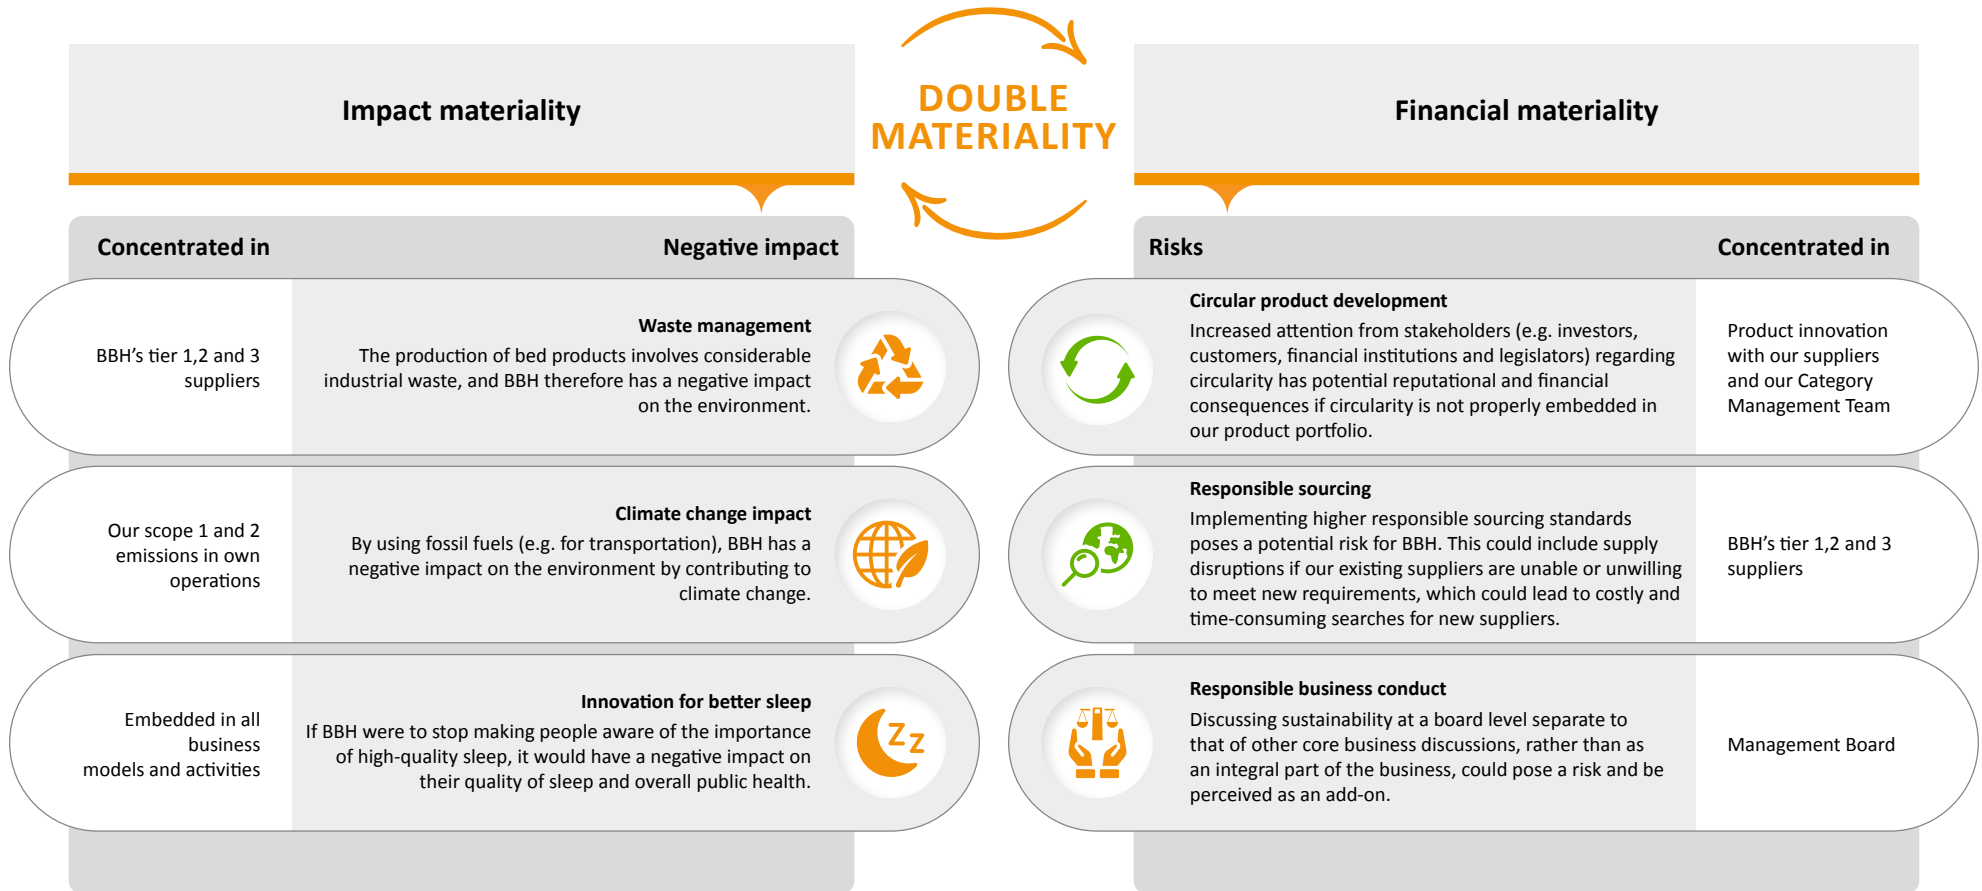 DOUBLE
MATERIALITY
Impact materiality
Concentrated in
Negative impact
BBH's tier 1,2 and 3
suppliers
Waste management
The production of bed products involves considerable
industrial waste, and BBH therefore has a negative impact
on the environment.
Our scope 1 and 2
emissions in own
operations
Climate change impact
By using fossil fuels (e.g. for transportation), BBH has a
negative impact on the environment by contributing to
climate change.
Embedded in all
business
models and activities
Innovation for better sleep
If BBH were to stop making people aware of the importance
of high-quality sleep, it would have a negative impact on
their quality of sleep and overall public health.
Z Z
Financial materiality
Risks
Concentrated in
Circular product development
Increased attention from stakeholders (e.g. investors,
customers, financial institutions and legislators) regarding
circularity has potential reputational and financial
consequences if circularity is not properly embedded in
our product portfolio.
Product innovation
with our suppliers
and our Category
Management Team
Responsible sourcing
Implementing higher responsible sourcing standards
poses a potential risk for BBH. This could include supply
disruptions if our existing suppliers are unable or unwilling
to meet new requirements, which could lead to costly and
time-consuming searches for new suppliers.
BBH's tier 1,2 and 3
suppliers
Responsible business conduct
Discussing sustainability at a board level separate to
that of other core business discussions, rather than as
an integral part of the business, could pose a risk and be
perceived as an add-on.
Management Board